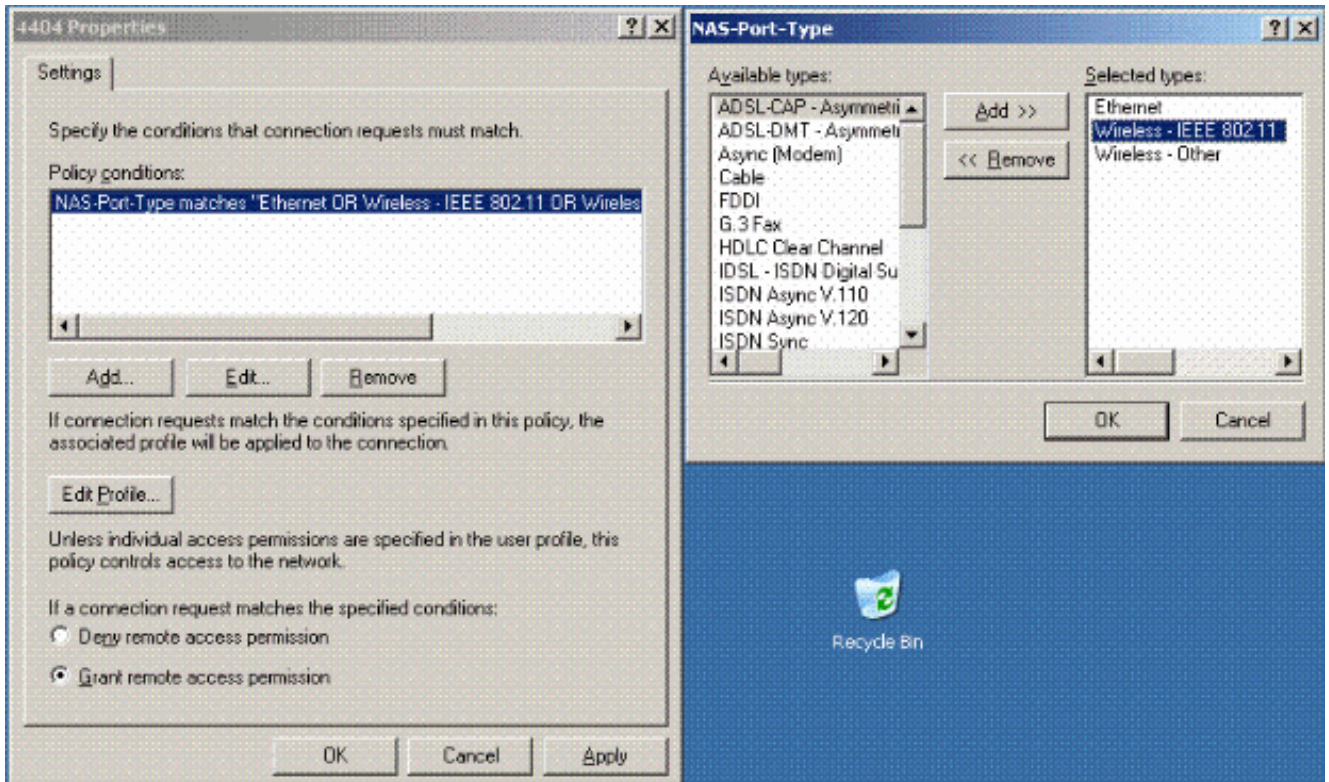 4404 Properties
Settings
Specify the conditions that connection requests must match.
Policy conditions:
NAS-Port-Type matches "Ethernet OR Wireless - IEEE 802.11 OR Wireles
Add...
Edit...
Remove
If connection requests match the conditions specified in this policy, the
associated profile will be applied to the connection.
Edit Profile...
Unless individual access permissions are specified in the user profile, this
policy controls access to the network.
If a connection request matches the specified conditions:
Deny remote access permission
Grant remote access permission
OK
Cancel
Apply
NAS-Port-Type
Available types:
ADSL-CAP - Asymmetri
ADSL-DMT - Asymmetri
Async (Modem)
Cable
FDDI
G.3 Fax
HDLC Clear Channel
IDSL - ISDN Digital Su
ISDN Async V.110
ISDN Async V.120
ISDN Sync
Add >>
<< Remove
Selected types:
Ethernet
Wireless - IEEE 802.11
Wireless - Other
OK
Cancel
Recycle Bin